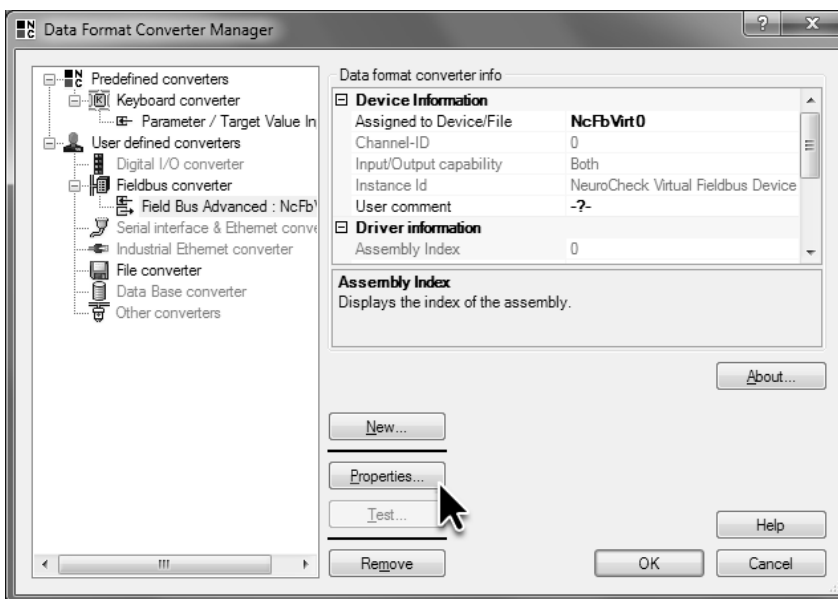 NC Data Format Converter Manager
? x
Predefined converters
Keyboard converter
Parameter / Target Value In
User defined converters
Digital I/O converter
Fieldbus converter
Field Bus Advanced : NcFb
Serial interface & Ethernet conve
Industrial Ethernet converter
File converter
Data Base converter
Other converters
Data format converter info
Device Information
Assigned to Device/File NcFbVirt0
Channel-ID 0
Input/Output capability Both
Instance Id NeuroCheck Virtual Fieldbus Device
User comment -?-
Driver information
Assembly Index 0
Assembly Index
Displays the index of the assembly.
About...
New...
Properties...
Test...
Help
Remove
OK
Cancel